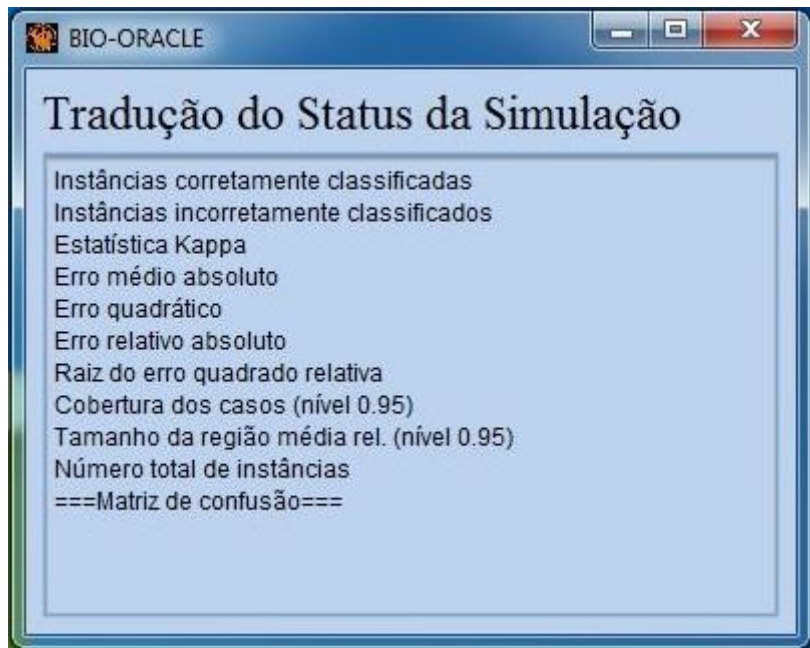 BIO-ORACLE
Tradução do Status da Simulação
Instâncias corretamente classificadas
Instâncias incorretamente classificados
Estatística Kappa
Erro médio absoluto
Erro quadrático
Erro relativo absoluto
Raiz do erro quadrado relativa
Cobertura dos casos (nível 0.95)
Tamanho da região média rel. (nível 0.95)
Número total de instâncias
===Matriz de confusão===